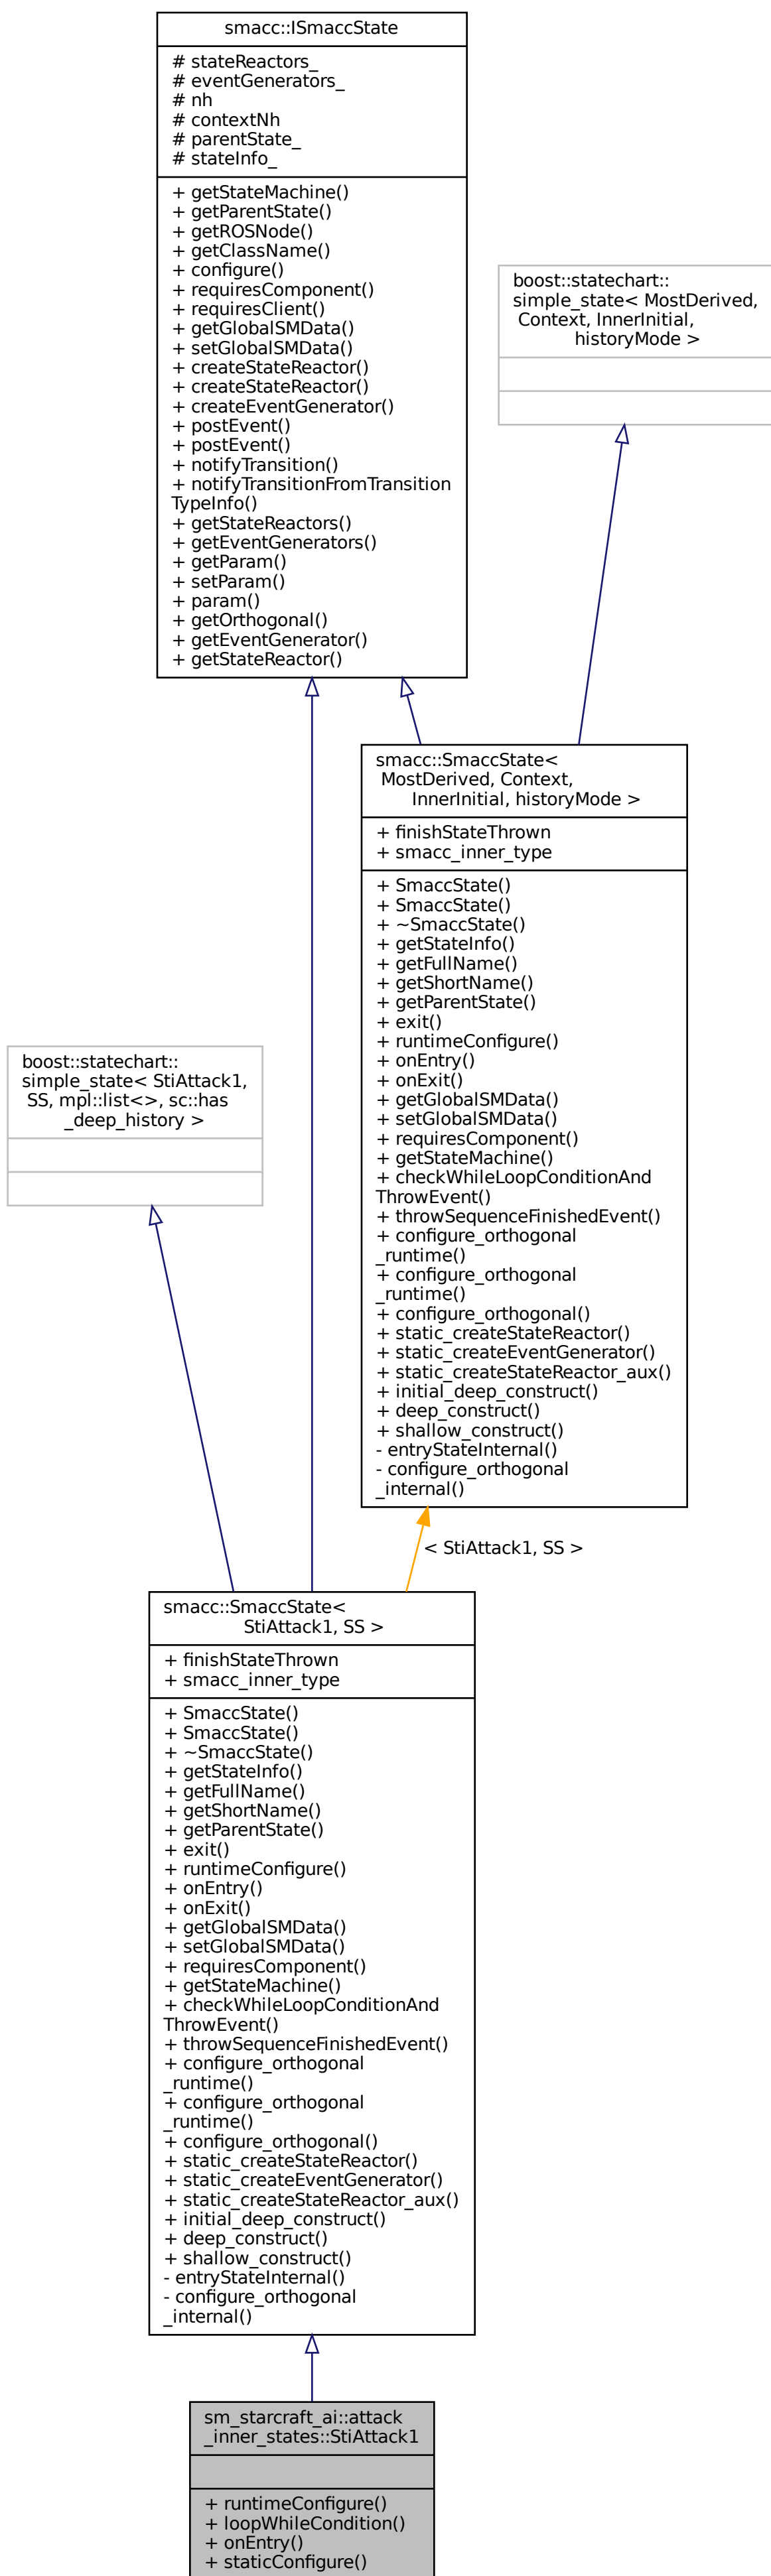 smacc::ISmaccState
# stateReactors_
# eventGenerators_
# nh
# contextNh
# parentState_
# stateInfo_
+ getStateMachine()
+ getParentState()
+ getROSNode()
+ getClassName()
+ configure()
+ requiresComponent()
+ requiresClient()
+ getGlobalSMData()
+ setGlobalSMData()
+ createStateReactor()
+ createStateReactor()
+ createEventGenerator()
+ postEvent()
+ postEvent()
+ notifyTransition()
+ notifyTransitionFromTransition
TypeInfo()
+ getStateReactors()
+ getEventGenerators()
+ getParam()
+ setParam()
+ param()
+ getOrthogonal()
+ getEventGenerator()
+ getStateReactor()
boost::statechart::
simple_state< MostDerived,
Context, InnerInitial,
historyMode >
smacc::SmaccState<
MostDerived, Context,
InnerInitial, historyMode >
+ finishStateThrown
+ smacc_inner_type
+ SmaccState()
+ SmaccState()
+ ~SmaccState()
+ getStateInfo()
+ getFullName()
+ getShortName()
+ getParentState()
+ exit()
+ runtimeConfigure()
+ onEntry()
+ onExit()
+ getGlobalSMData()
+ setGlobalSMData()
+ requiresComponent()
+ getStateMachine()
+ checkWhileLoopConditionAnd
ThrowEvent()
+ throwSequenceFinishedEvent()
+ configure_orthogonal
_runtime()
+ configure_orthogonal
_runtime()
+ configure_orthogonal()
+ static_createStateReactor()
+ static_createEventGenerator()
+ static_createStateReactor_aux()
+ initial_deep_construct()
+ deep_construct()
+ shallow_construct()
- entryStateInternal()
- configure_orthogonal
_internal()
boost::statechart::
simple_state< StiAttack1,
SS, mpl::list<>, sc::has
_deep_history >
< StiAttack1, SS >
smacc::SmaccState<
StiAttack1, SS >
+ finishStateThrown
+ smacc_inner_type
+ SmaccState()
+ SmaccState()
+ ~SmaccState()
+ getStateInfo()
+ getFullName()
+ getShortName()
+ getParentState()
+ exit()
+ runtimeConfigure()
+ onEntry()
+ onExit()
+ getGlobalSMData()
+ setGlobalSMData()
+ requiresComponent()
+ getStateMachine()
+ checkWhileLoopConditionAnd
ThrowEvent()
+ throwSequenceFinishedEvent()
+ configure_orthogonal
_runtime()
+ configure_orthogonal
_runtime()
+ configure_orthogonal()
+ static_createStateReactor()
+ static_createEventGenerator()
+ static_createStateReactor_aux()
+ initial_deep_construct()
+ deep_construct()
+ shallow_construct()
- entryStateInternal()
- configure_orthogonal
_internal()
sm_starcraft_ai::attack
_inner_states::StiAttack1
+ runtimeConfigure()
+ loopWhileCondition()
+ onEntry()
+ staticConfigure()